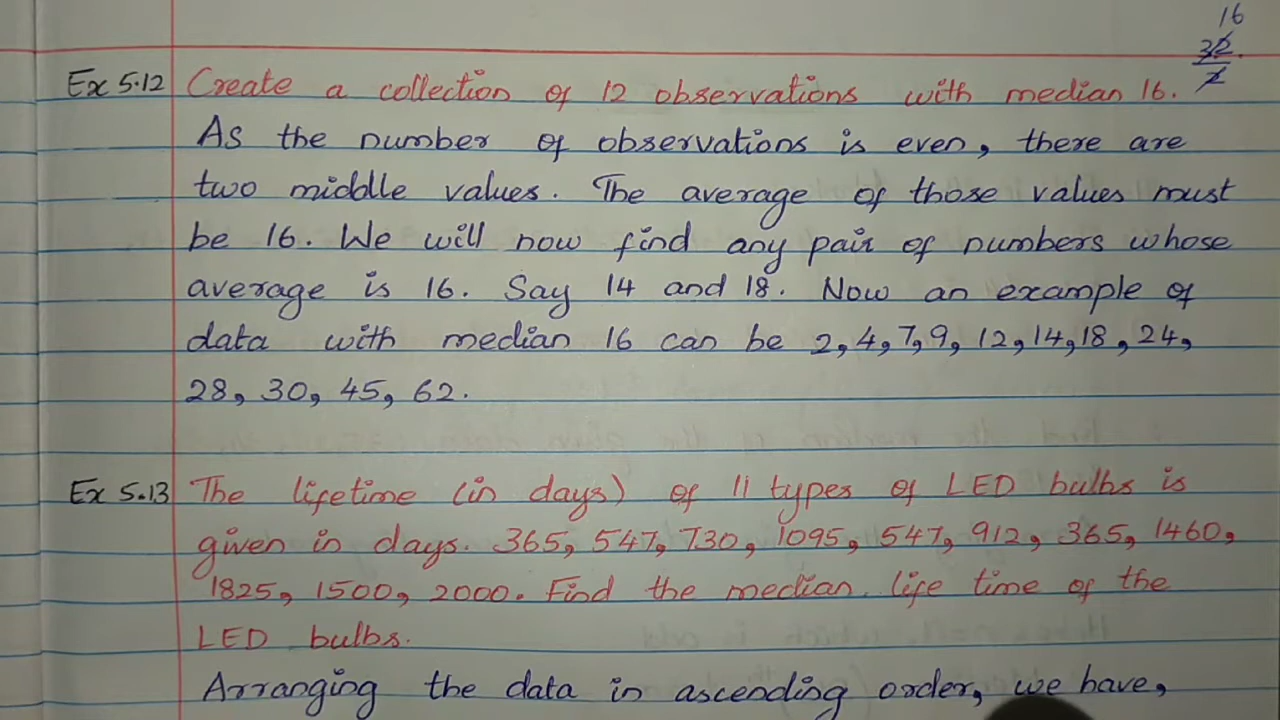 16
32
2
Ex 5.12 Create a collection of 12 observations with median 16.
As the number of observations is even, there are
two middle values. The average of those values must
be 16. We will now find any pair of numbers whose
average is 16. Say 14 and 18. Now an example of
data with median 16 can be 2, 4, 7, 9, 12, 14, 18, 24,
28, 30, 45, 62.
Ex 5.13 The lifetime (in days) of 11 types of LED bulbs is
given in days. 365, 547, 730, 1095, 547, 912, 365, 1460,
1825, 1500, 2000. Find the median life time of the
LED bulbs.
Arranging the data in ascending order, we have,